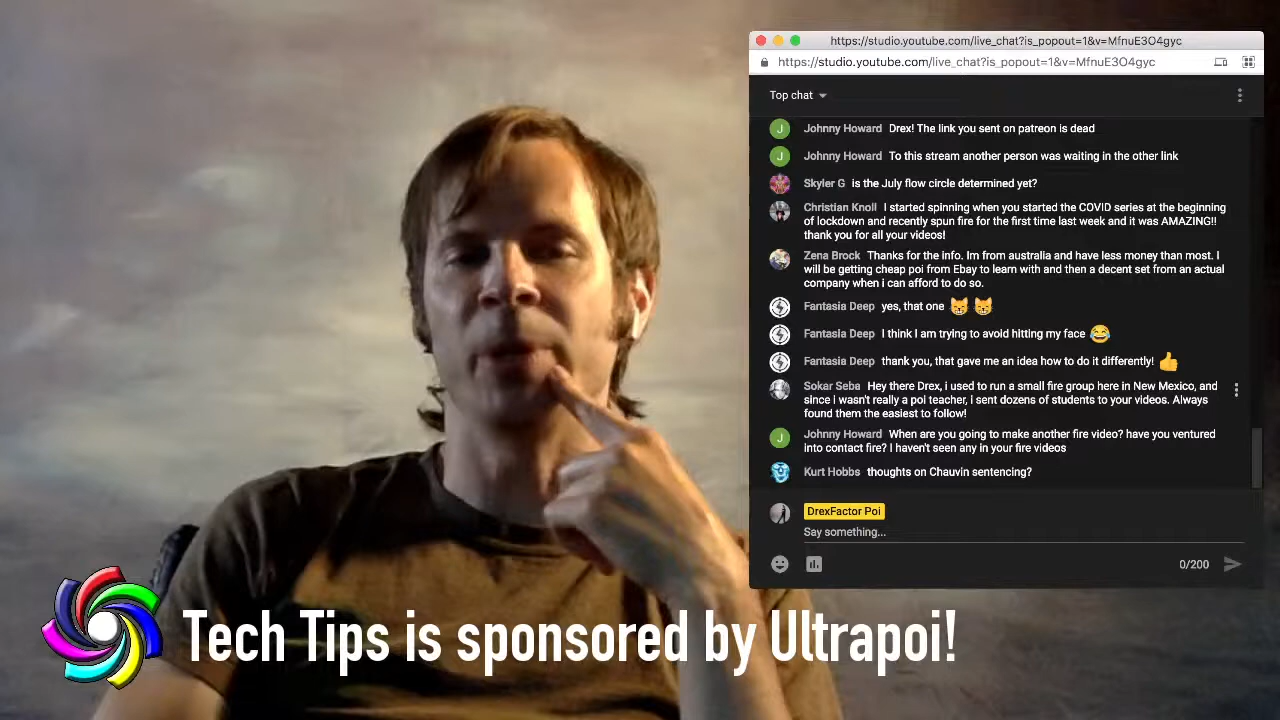 https://studio.youtube.com/live_chat?is_popout=1&v=MfnuE3O4gyc
https://studio.youtube.com/live_chat?is_popout=1&v=MfnuE3O4gyc
Top chat
J Johnny Howard Drex! The link you sent on patreon is dead
J Johnny Howard To this stream another person was waiting in the other link
Skyler G is the July flow circle determined yet?
Christian Knoll I started spinning when you started the COVID series at the beginning
of lockdown and recently spun fire for the first time last week and it was AMAZING!!
thank you for all your videos!
Zena Brock Thanks for the info. Im from australia and have less money than most. I
will be getting cheap poi from Ebay to learn with and then a decent set from an actual
company when i can afford to do so.
Fantasia Deep yes, that one 😸 😸
Fantasia Deep I think I am trying to avoid hitting my face 😂
Fantasia Deep thank you, that gave me an idea how to do it differently! 👍
Sokar Seba Hey there Drex, i used to run a small fire group here in New Mexico, and
since i wasn't really a poi teacher, i sent dozens of students to your videos. Always
found them the easiest to follow!
J Johnny Howard When are you going to make another fire video? have you ventured
into contact fire? I haven't seen any in your fire videos
Kurt Hobbs thoughts on Chauvin sentencing?
DrexFactor Poi
Say something...
0/200
Tech Tips is sponsored by Ultrapoi!